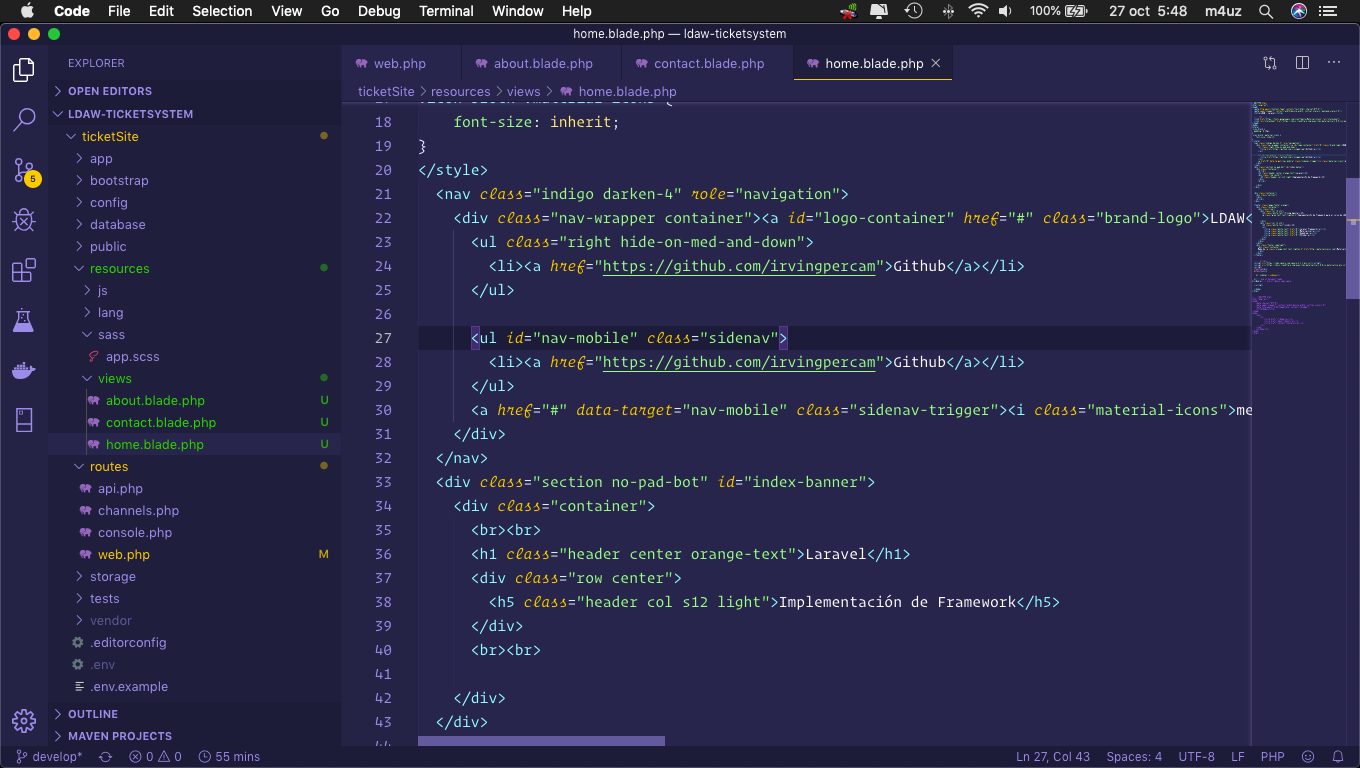 Code File Edit Selection View Go Debug Terminal Window Help 100% 27 oct 5:48 m4uz
home.blade.php — ldaw-ticketsystem
EXPLORER
OPEN EDITORS
LDAW-TICKETSYSTEM
ticketSite
app
bootstrap
config
database
public
resources
js
lang
sass
app.scss
views
about.blade.php U
contact.blade.php U
home.blade.php U
routes
api.php
channels.php
console.php
web.php M
storage
tests
vendor
.editorconfig
.env
.env.example
OUTLINE
MAVEN PROJECTS
5
web.php about.blade.php contact.blade.php home.blade.php
ticketSite > resources > views > home.blade.php
18 font-size: inherit;
19 }
20 </style>
21 <nav class="indigo darken-4" role="navigation">
22 <div class="nav-wrapper container"><a id="logo-container" href="#" class="brand-logo">LDAW<
23 <ul class="right hide-on-med-and-down">
24 <li><a href="https://github.com/irvingpercam">Github</a></li>
25 </ul>
26
27 <ul id="nav-mobile" class="sidenav">
28 <li><a href="https://github.com/irvingpercam">Github</a></li>
29 </ul>
30 <a href="#" data-target="nav-mobile" class="sidenav-trigger"><i class="material-icons">me
31 </div>
32 </nav>
33 <div class="section no-pad-bot" id="index-banner">
34 <div class="container">
35 <br><br>
36 <h1 class="header center orange-text">Laravel</h1>
37 <div class="row center">
38 <h5 class="header col s12 light">Implementación de Framework</h5>
39 </div>
40 <br><br>
41
42 </div>
43 </div>
develop* 0 0 55 mins Ln 27, Col 43 Spaces: 4 UTF-8 LF PHP